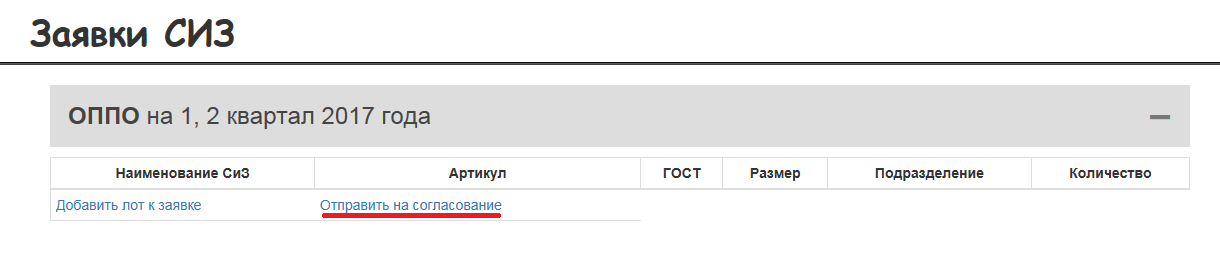 Заявки СИЗ
ОППО на 1, 2 квартал 2017 года
Наименование СиЗ Артикул ГОСТ Размер Подразделение Количество
Добавить лот к заявке Отправить на согласование